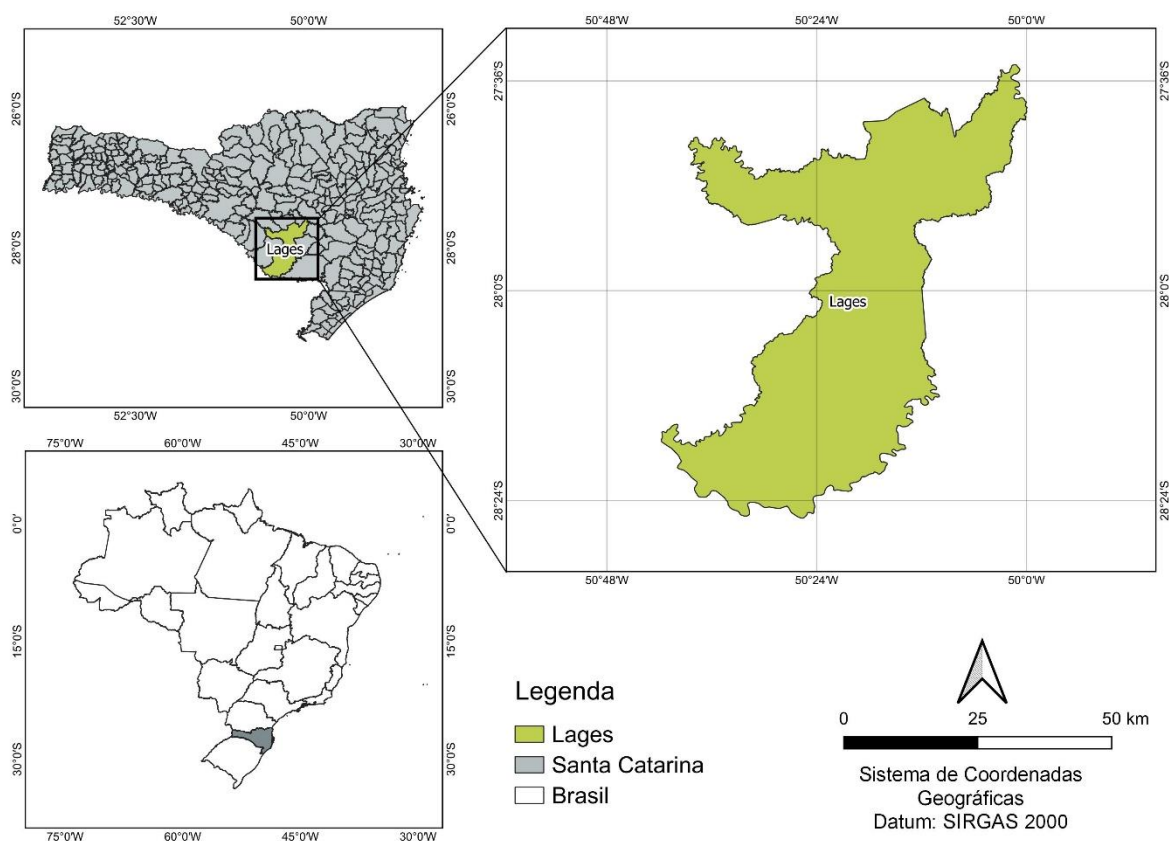 52°30'W 50°0'W
26°0'S 26°0'S
28°0'S 28°0'S
30°0'S 30°0'S
Lages
52°30'W 50°0'W
50°48'W 50°24'W 50°0'W
27°36'S 27°36'S
28°0'S 28°0'S
28°24'S 28°24'S
Lages
50°48'W 50°24'W 50°0'W
75°0'W 60°0'W 45°0'W 30°0'W
0°0' 0°0'
15°0'S 15°0'S
30°0'S 30°0'S
75°0'W 60°0'W 45°0'W 30°0'W
Legenda
Lages
Santa Catarina
Brasil
0 25 50 km
Sistema de Coordenadas
Geográficas
Datum: SIRGAS 2000